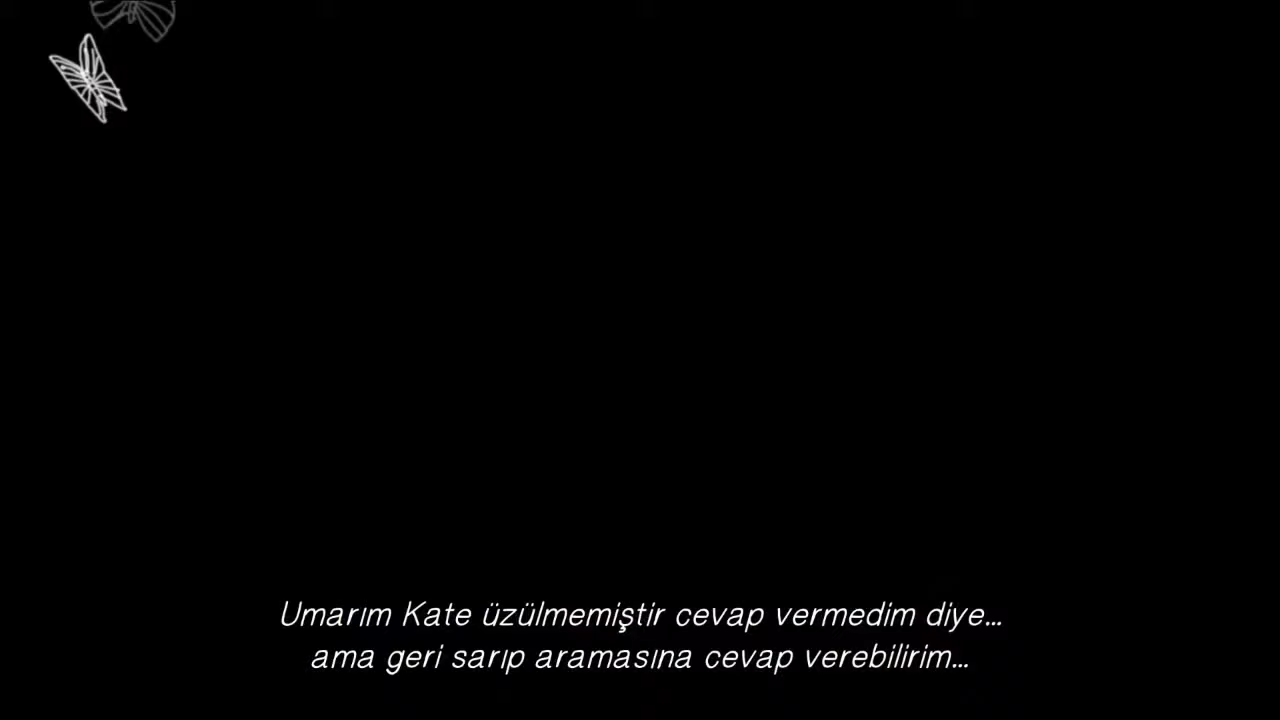 Umarım Kate üzülmemiştir cevap vermedim diye...
ama geri sarıp aramasına cevap verebilirim...